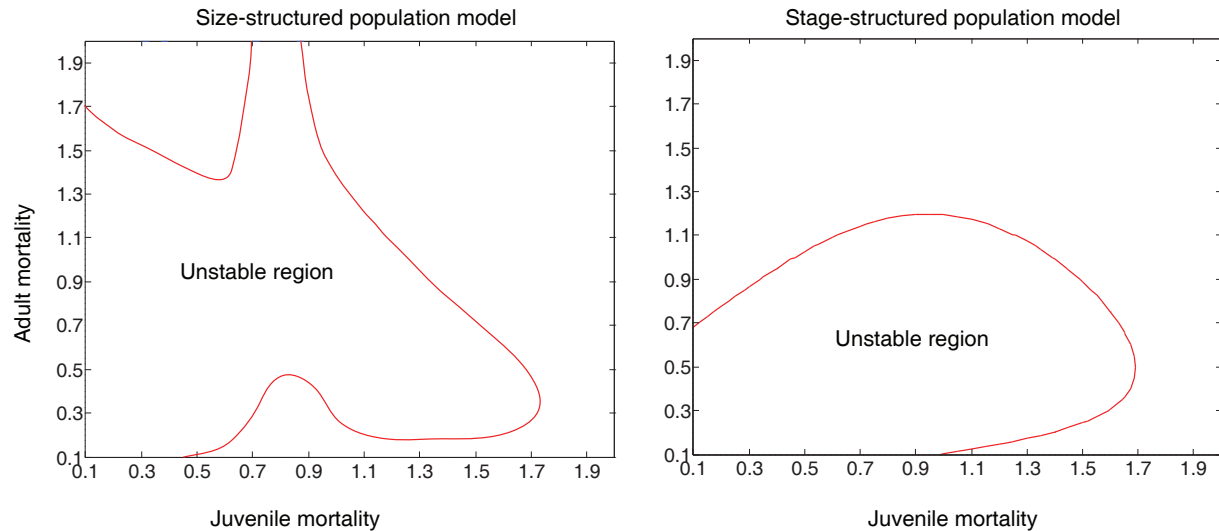 Size-structured population model
1.9
1.7
1.5
1.3
1.1
0.9
0.7
0.5
0.3
0.1
Adult mortality
Unstable region
0.1 0.3 0.5 0.7 0.9 1.1 1.3 1.5 1.7 1.9
Juvenile mortality
Stage-structured population model
1.9
1.7
1.5
1.3
1.1
0.9
0.7
0.5
0.3
0.1
Unstable region
0.1 0.3 0.5 0.7 0.9 1.1 1.3 1.5 1.7 1.9
Juvenile mortality